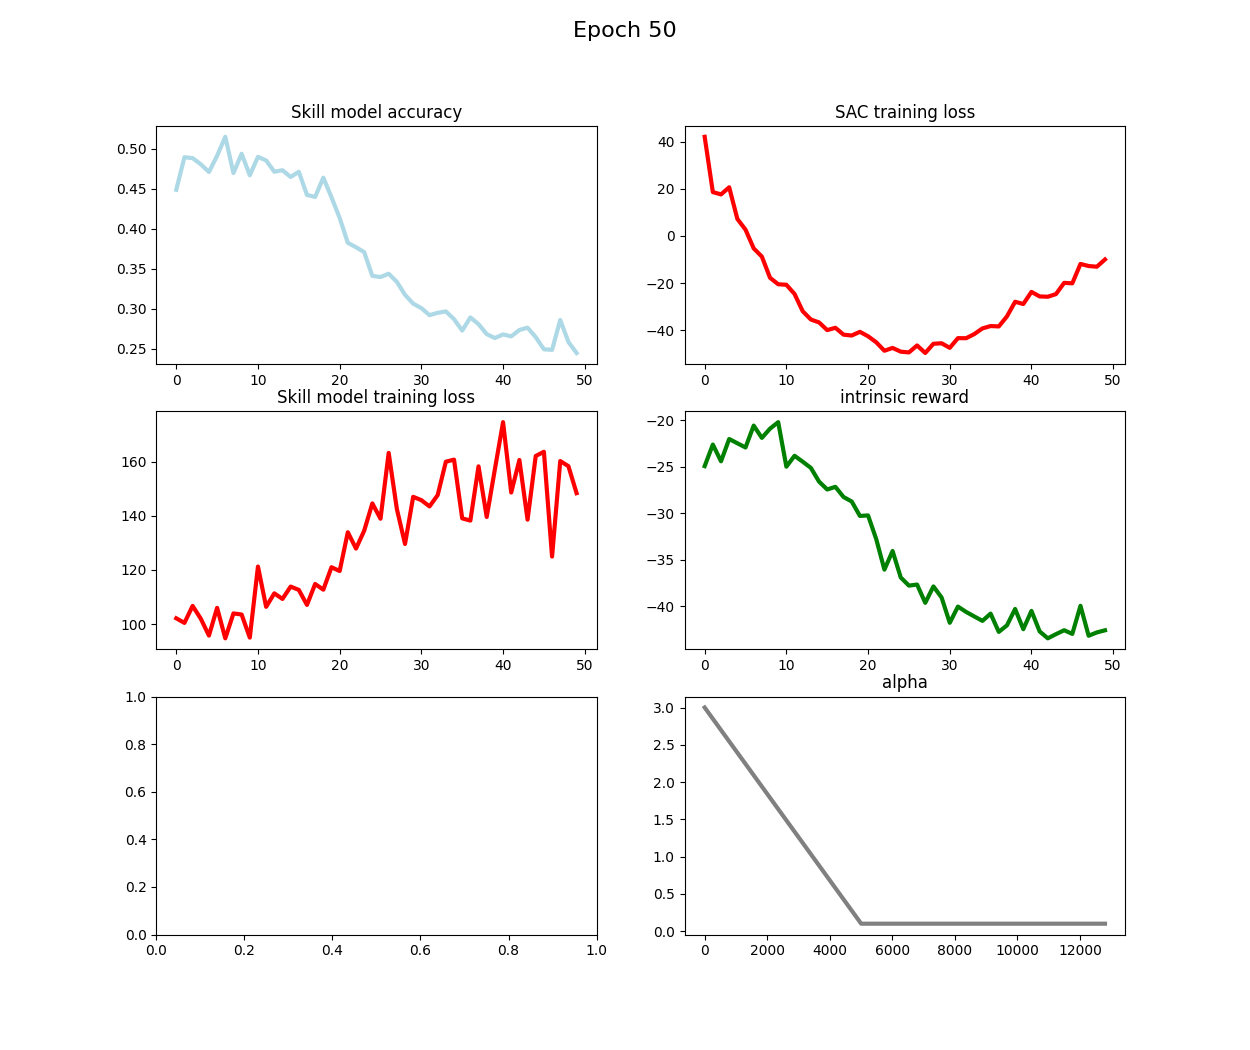 Epoch 50
Skill model accuracy
0.50
0.45
0.40
0.35
0.30
0.25
0 10 20 30 40 50
SAC training loss
40
20
0
−20
−40
0 10 20 30 40 50
Skill model training loss
160
140
120
100
0 10 20 30 40 50
intrinsic reward
−20
−25
−30
−35
−40
0 10 20 30 40 50
1.0
0.8
0.6
0.4
0.2
0.0
0.0 0.2 0.4 0.6 0.8 1.0
alpha
3.0
2.5
2.0
1.5
1.0
0.5
0.0
0 2000 4000 6000 8000 10000 12000